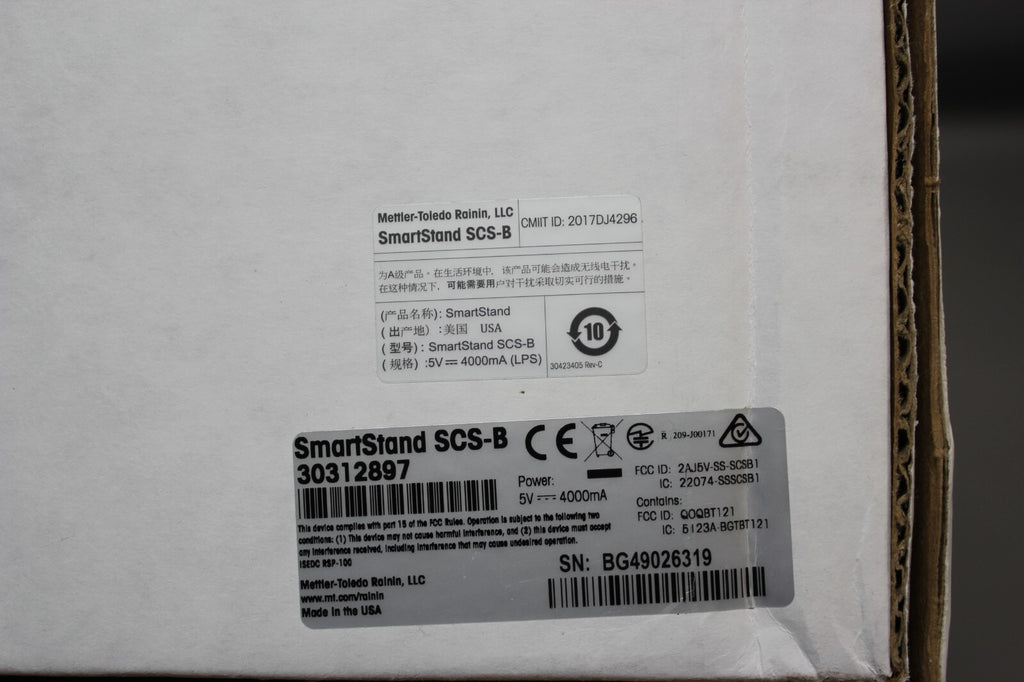 Mettler-Toledo Rainin, LLC
SmartStand SCS-B
CMIIT ID: 2017DJ4296
为A级产品。在生活环境中, 该产品可能会造成无线电干扰。
在这种情况下, 可能需要用户对干扰采取切实可行的措施。
(产品名称): SmartStand
(出产地) : 美国 USA
(型号) : SmartStand SCS-B
(规格) :5V 4000mA (LPS)
10
30423405 Rev-C
SmartStand SCS-B
30312897
CE
R 209-J00171
Power:
5V 4000mA
FCC ID: 2AJ5V-SS-SCSB1
IC: 22074-SSSCSB1
Contains:
FCC ID: QOQBT121
IC: 5123A-BGTBT121
This device complies with part 15 of the FCC Rules. Operation is subject to the following two
conditions: (1) This device may not cause harmful interference, and (2) this device must accept
any interference received, including interference that may cause undesired operation.
ISEDC RSP-100
Mettler-Toledo Rainin, LLC
www.mt.com/rainin
Made in the USA
SN: BG49026319